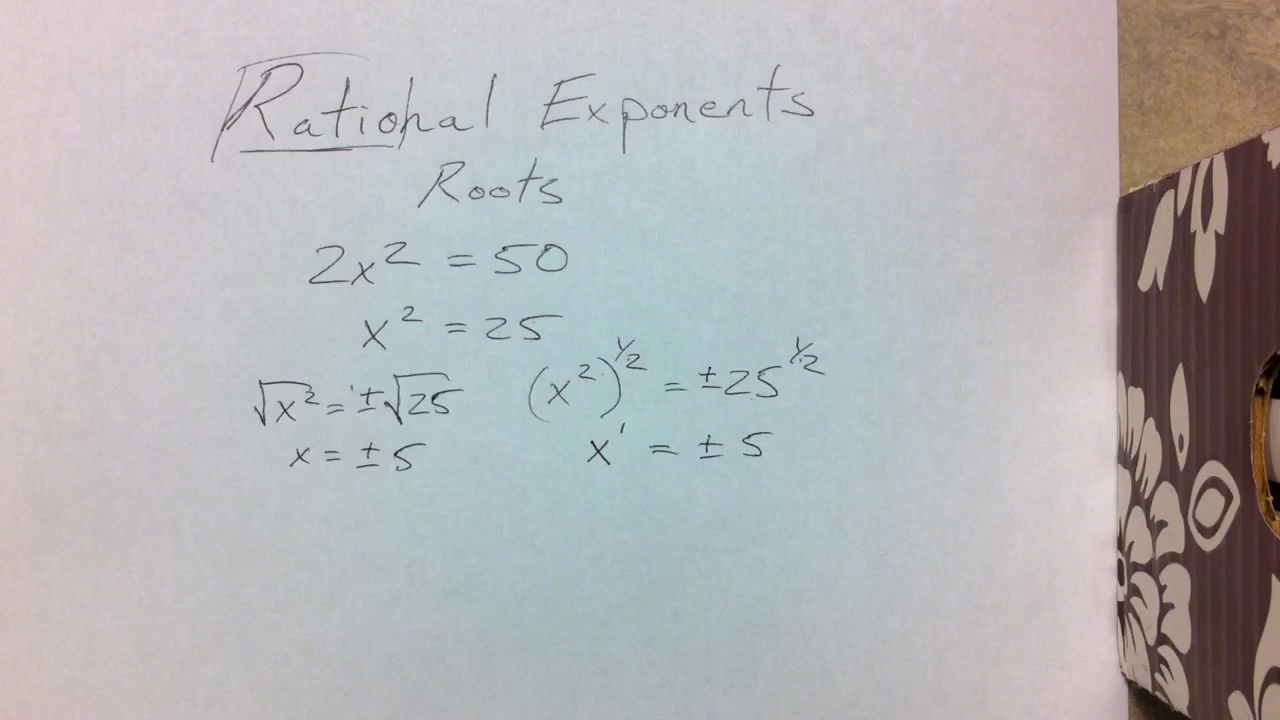 Rational Exponents
Roots
2x² = 50
x² = 25
√x² = ±√25
x = ±5
(x²)^1/2 = ±25^1/2
x¹ = ±5